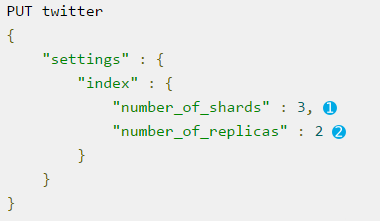 PUT twitter
{
    "settings" : {
        "index" : {
            "number_of_shards" : 3, 1
            "number_of_replicas" : 2 2
        }
    }
}